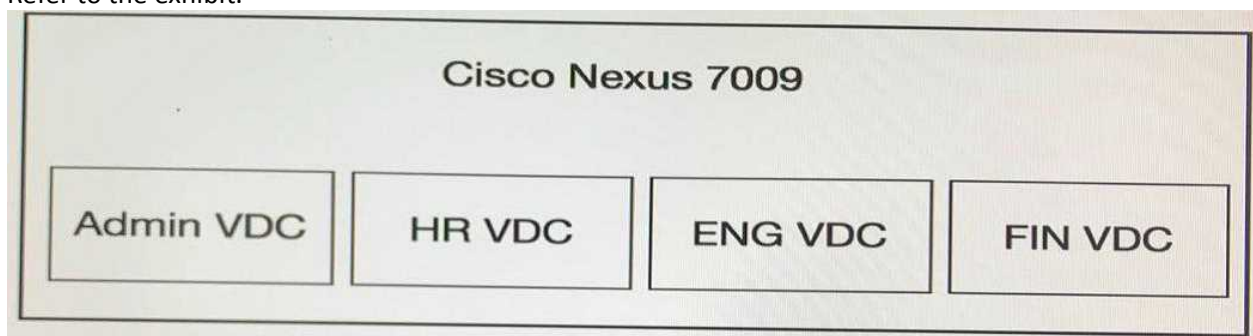 Refer to the exhibit.
Cisco Nexus 7009
Admin VDC
HR VDC
ENG VDC
FIN VDC